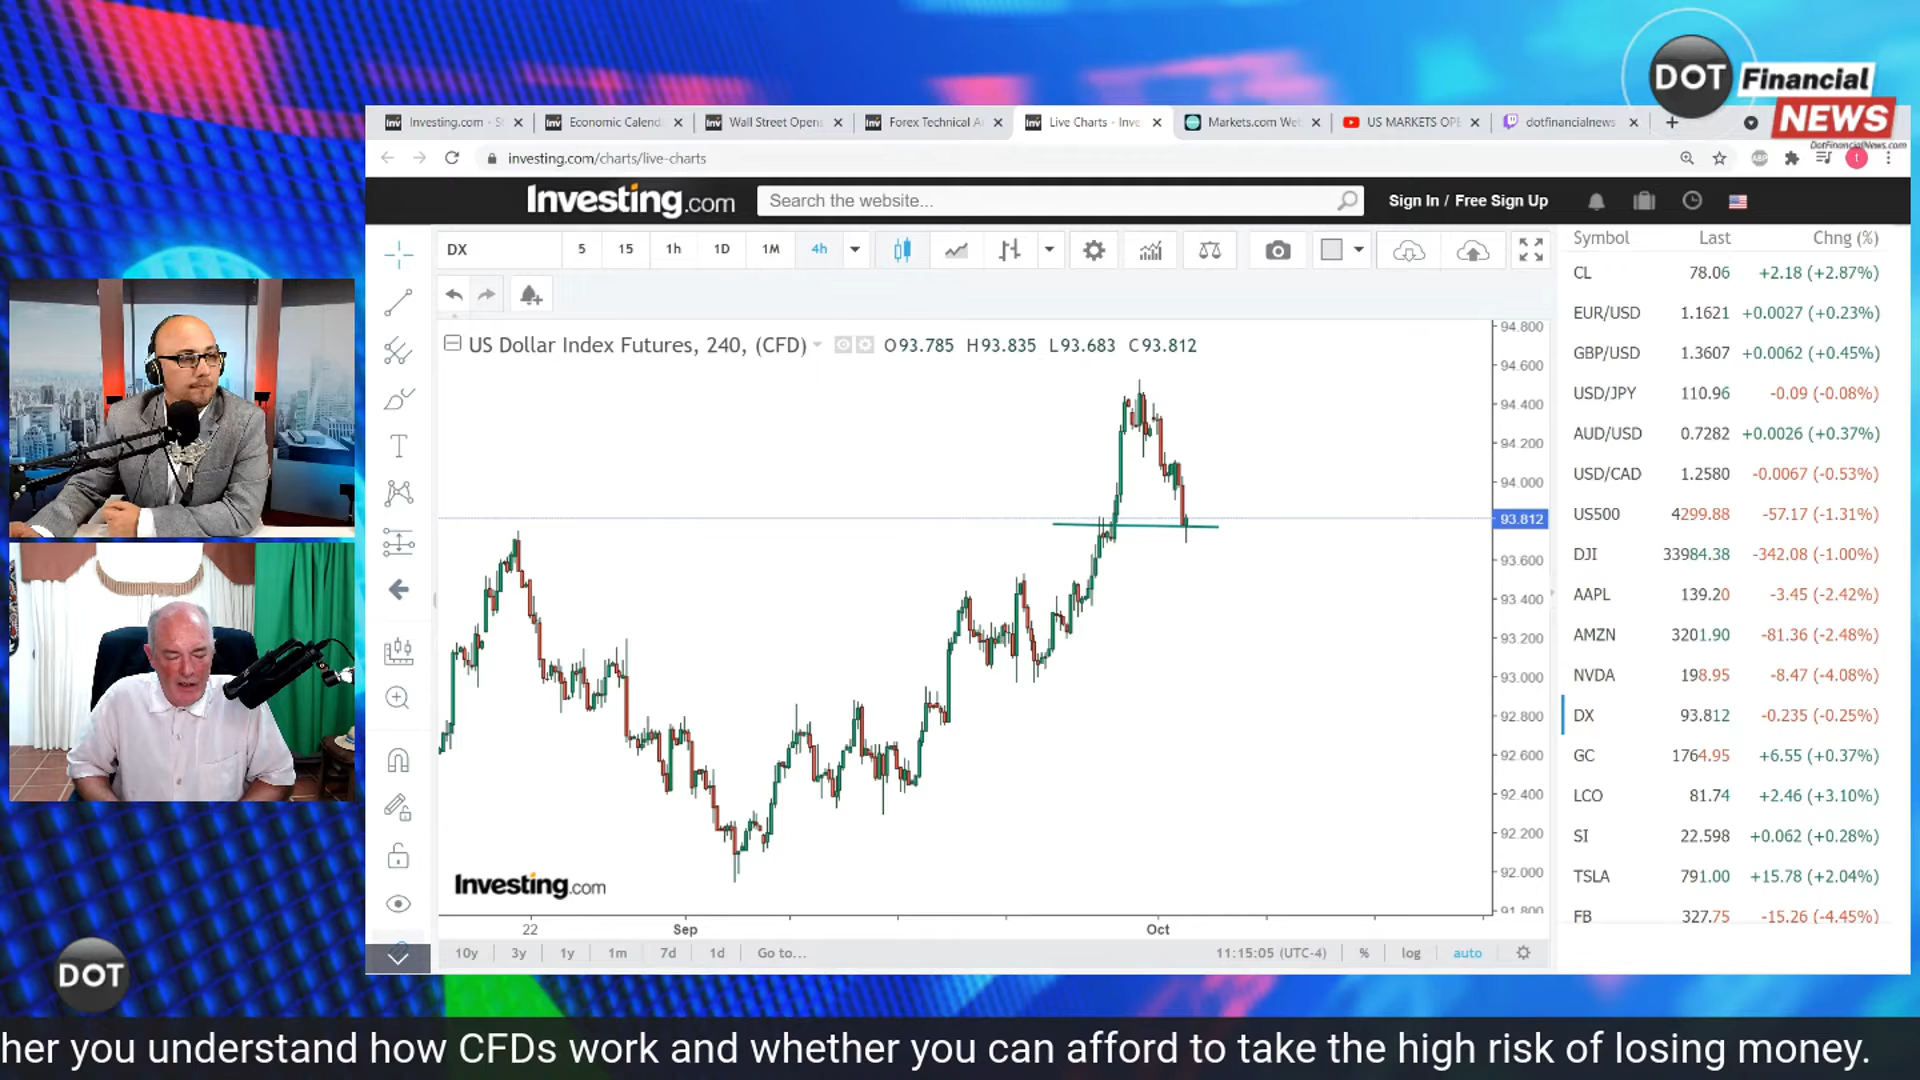 DOT Financial
NEWS
DotFinancialNews.com
Inv Investing.com - S
Inv Economic Calend
Inv Wall Street Opens
Inv Forex Technical A
Inv Live Charts - Inve
Markets.com We
US MARKETS OPE
dotfinancialnews
investing.com/charts/live-charts
ABP
t
Investing.com
Search the website...
Sign In / Free Sign Up
DX
5 15 1h 1D 1M 4h
Symbol Last Chng (%)
US Dollar Index Futures, 240, (CFD) O93.785 H93.835 L93.683 C93.812
CL 78.06 +2.18 (+2.87%)
EUR/USD 1.1621 +0.0027 (+0.23%)
GBP/USD 1.3607 +0.0062 (+0.45%)
USD/JPY 110.96 -0.09 (-0.08%)
AUD/USD 0.7282 +0.0026 (+0.37%)
USD/CAD 1.2580 -0.0067 (-0.53%)
US500 4299.88 -57.17 (-1.31%)
DJI 33984.38 -342.08 (-1.00%)
AAPL 139.20 -3.45 (-2.42%)
AMZN 3201.90 -81.36 (-2.48%)
NVDA 198.95 -8.47 (-4.08%)
DX 93.812 -0.235 (-0.25%)
GC 1764.95 +6.55 (+0.37%)
LCO 81.74 +2.46 (+3.10%)
SI 22.598 +0.062 (+0.28%)
TSLA 791.00 +15.78 (+2.04%)
FB 327.75 -15.26 (-4.45%)
94.800
94.600
94.400
94.200
94.000
93.812
93.600
93.400
93.200
93.000
92.800
92.600
92.400
92.200
92.000
91.800
T
Investing.com
22 Sep Oct
10y 3y 1y 1m 7d 1d Go to... 11:15:05 (UTC-4) % log auto
DOT
her you understand how CFDs work and whether you can afford to take the high risk of losing money.